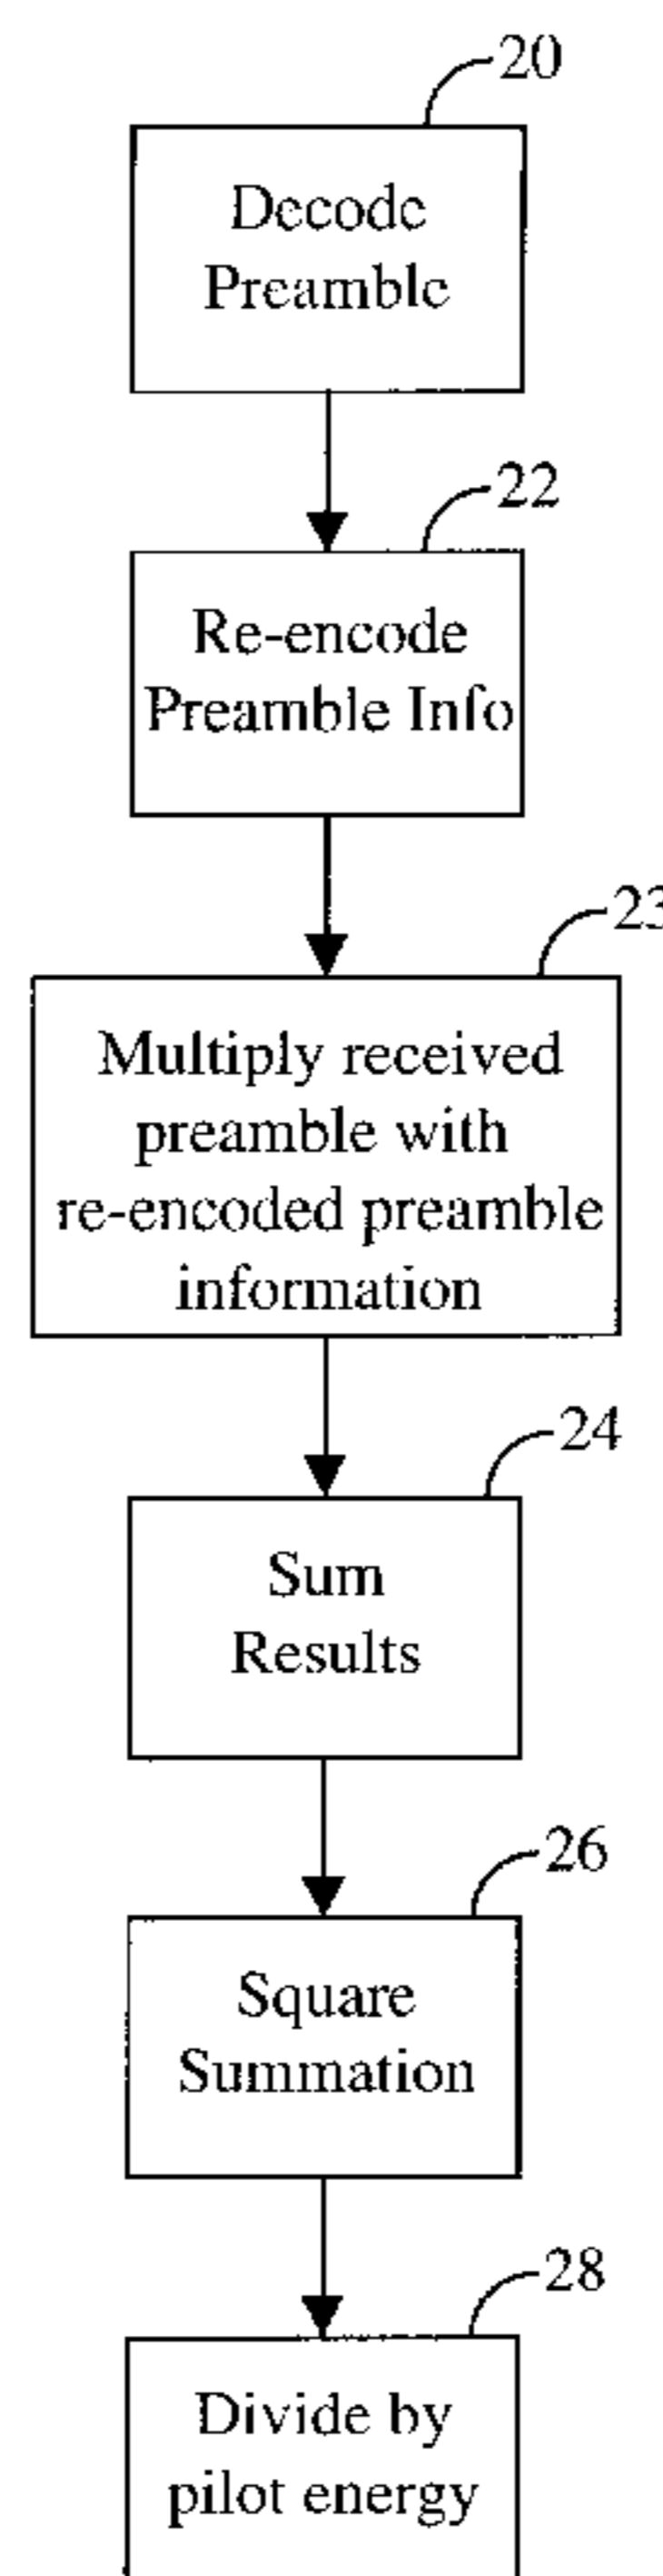 20
Decode
Preamble
22
Re-encode
Preamble Info
23
Multiply received
preamble with
re-encoded preamble
information
24
Sum
Results
26
Square
Summation
28
Divide by
pilot energy